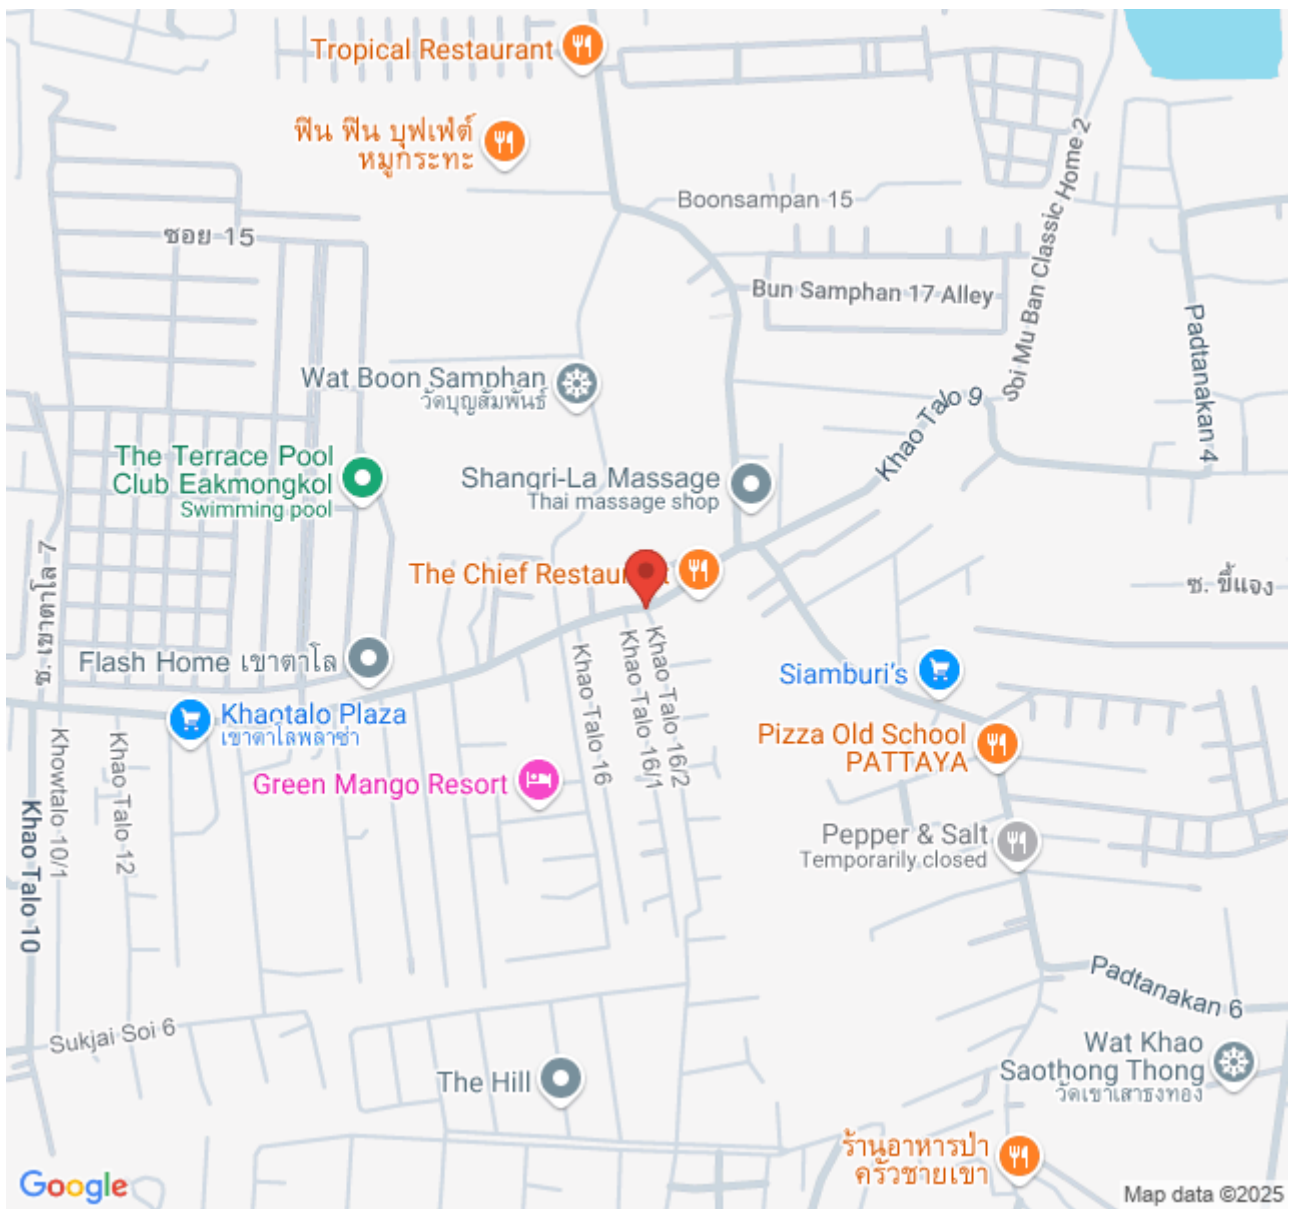 Tropical Restaurant
ฟิน ฟิน บุฟเฟ่ต์
หมูกระทะ
Boonsampan 15
ซอย 15
Bun Samphan 17 Alley
Soi Mu Ban Classic Home 2
Padtanakan 4
Wat Boon Samphan
วัดบุญสัมพันธ์
Khao Talo 9
The Terrace Pool
Club Eakmongkol
Swimming pool
Shangri-La Massage
Thai massage shop
The Chief Restaurant
ซ. ขี้แจง
ซ. เขาตาโล 7
Flash Home เขาตาโล
Khaotalo Plaza
เขาตาโลพลาซ่า
Khao Talo 16
Khao Talo 16/1
Khao Talo 16/2
Siamburi's
Pizza Old School
PATTAYA
Green Mango Resort
Khao Talo 10
Khowtalo 10/1
Khao Talo 12
Pepper & Salt
Temporarily closed
Padtanakan 6
Sukjai Soi 6
The Hill
Wat Khao
Saothong Thong
วัดเขาเสาธงทอง
ร้านอาหารป่า
ครัวชายเขา
Google
Map data ©2025